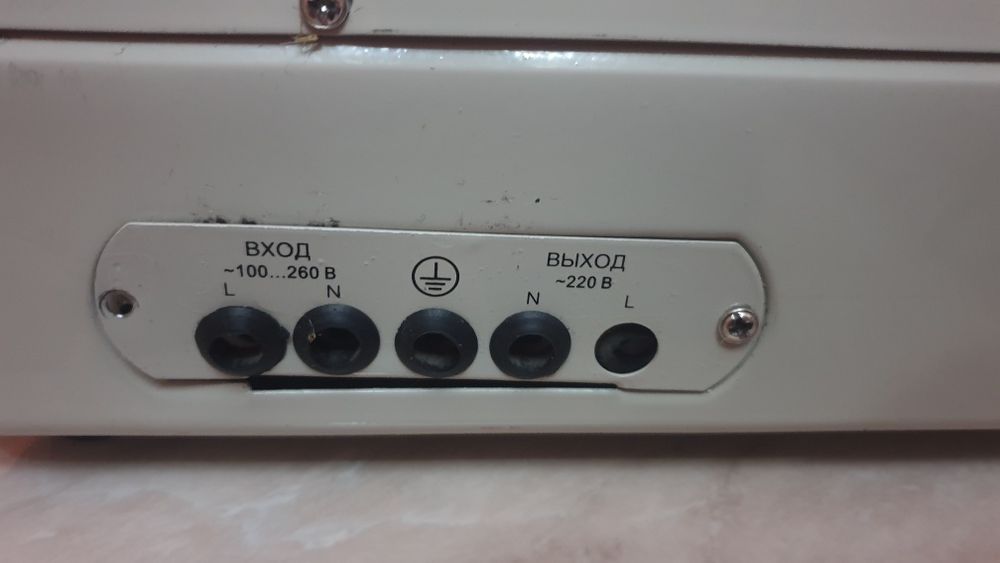 ВХОД
~100...260 В
L N
ВЫХОД
~220 В
N L